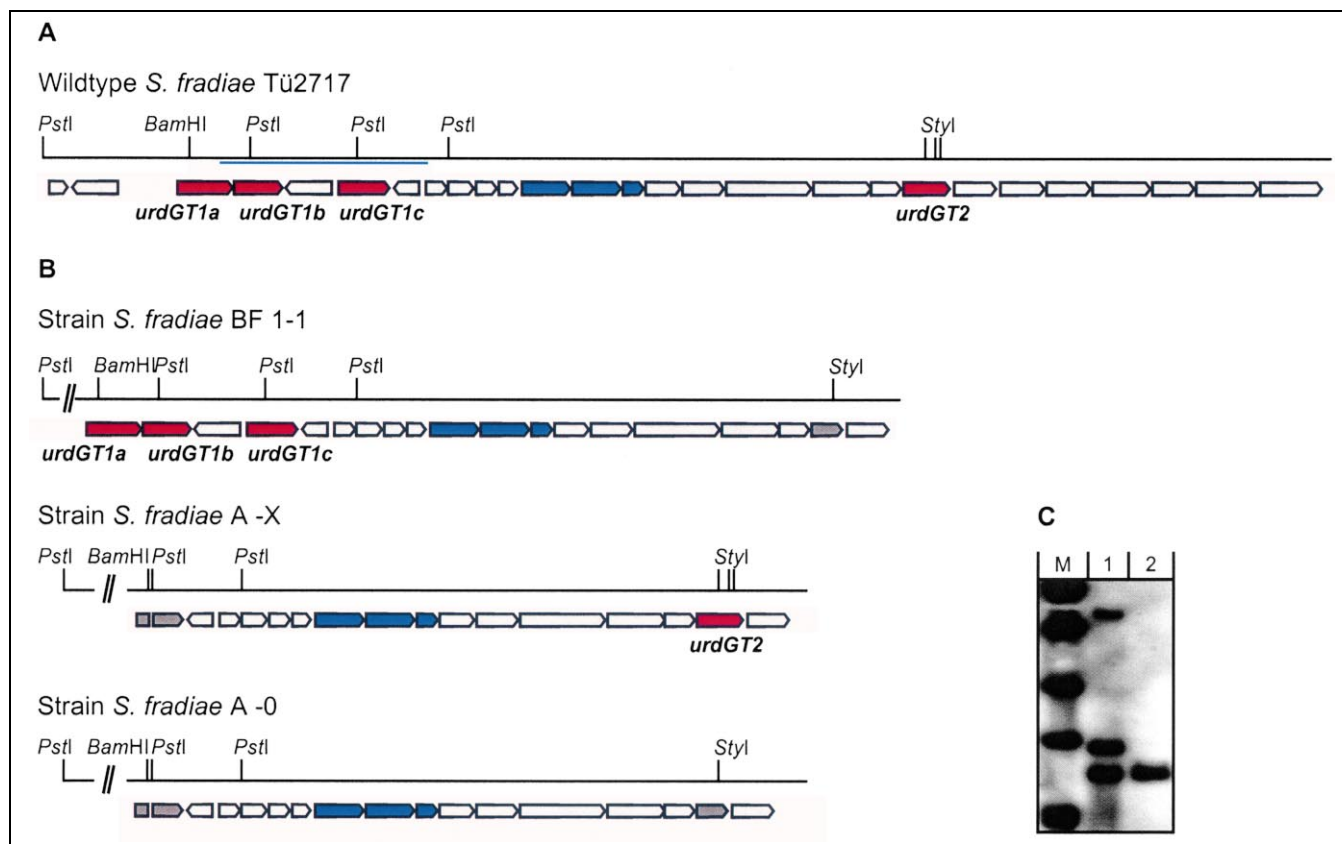 A
Wildtype S. fradiae Tü2717
PstI BamHI PstI PstI PstI StyI
urdGT1a urdGT1b urdGT1c urdGT2
B
Strain S. fradiae BF 1-1
PstI BamHI PstI PstI PstI StyI
urdGT1a urdGT1b urdGT1c
Strain S. fradiae A -X
PstI BamHI PstI PstI StyI
urdGT2
Strain S. fradiae A -0
PstI BamHI PstI PstI StyI
C
M 1 2